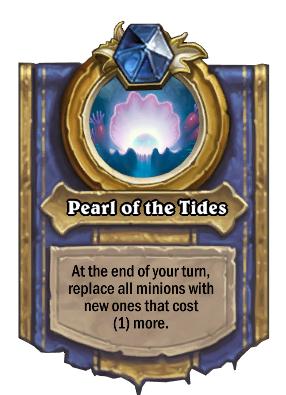 Pearl of the Tides
At the end of your turn,
replace all minions with
new ones that cost
(1) more.